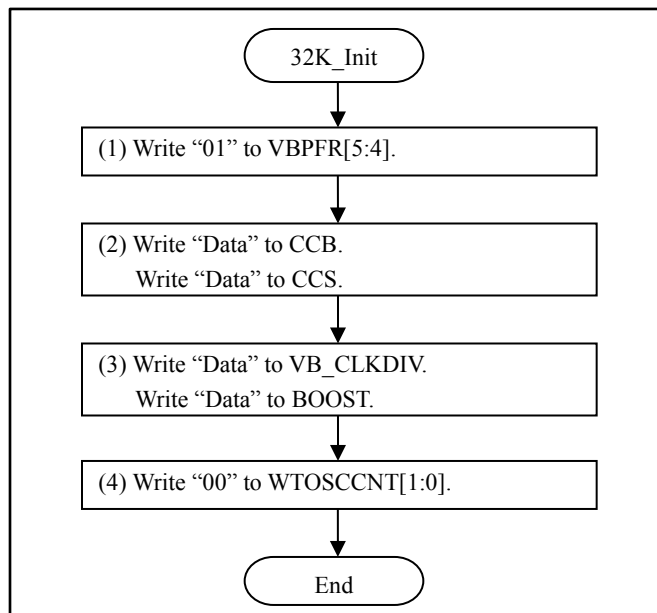 32K_Init
(1) Write “01” to VBPFR[5:4].
(2) Write “Data” to CCB.
Write “Data” to CCS.
(3) Write “Data” to VB_CLKDIV.
Write “Data” to BOOST.
(4) Write “00” to WTOSCCNT[1:0].
End